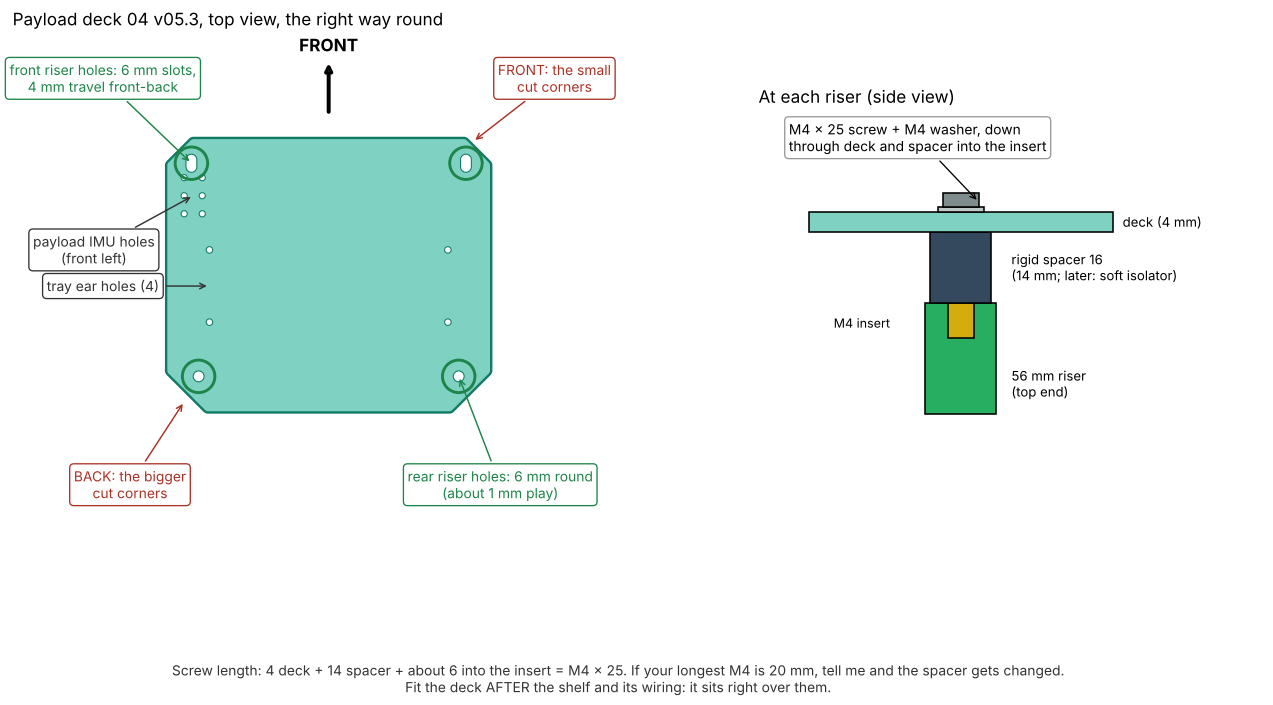 Payload deck 04 v05.3, top view, the right way round
FRONT
front riser holes: 6 mm slots,
4 mm travel front-back
FRONT: the small
cut corners
payload IMU holes
(front left)
tray ear holes (4)
BACK: the bigger
cut corners
rear riser holes: 6 mm round
(about 1 mm play)
At each riser (side view)
M4 × 25 screw + M4 washer, down
through deck and spacer into the insert
deck (4 mm)
rigid spacer 16
(14 mm; later: soft isolator)
M4 insert
56 mm riser
(top end)
Screw length: 4 deck + 14 spacer + about 6 into the insert = M4 × 25. If your longest M4 is 20 mm, tell me and the spacer gets changed.
Fit the deck AFTER the shelf and its wiring: it sits right over them.